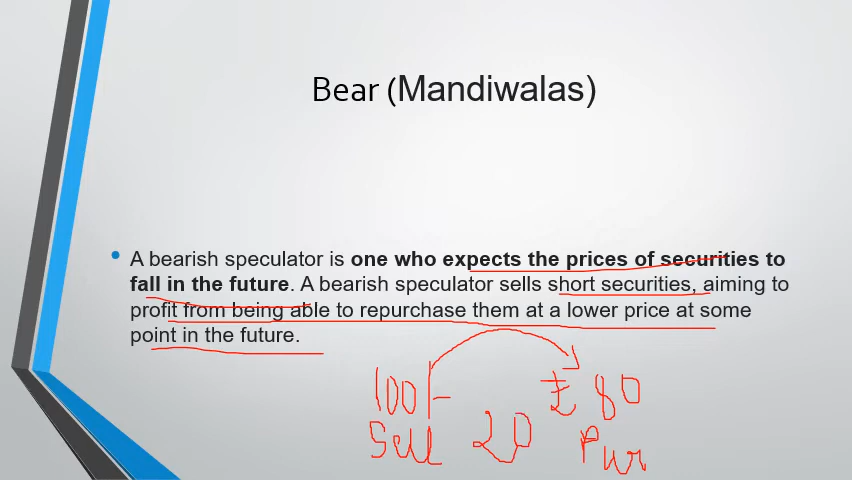 Bear (Mandiwalas)
• A bearish speculator is one who expects the prices of securities to
fall in the future. A bearish speculator sells short securities, aiming to
profit from being able to repurchase them at a lower price at some
point in the future.
100/- ₹ 80
Sell 20 Pur